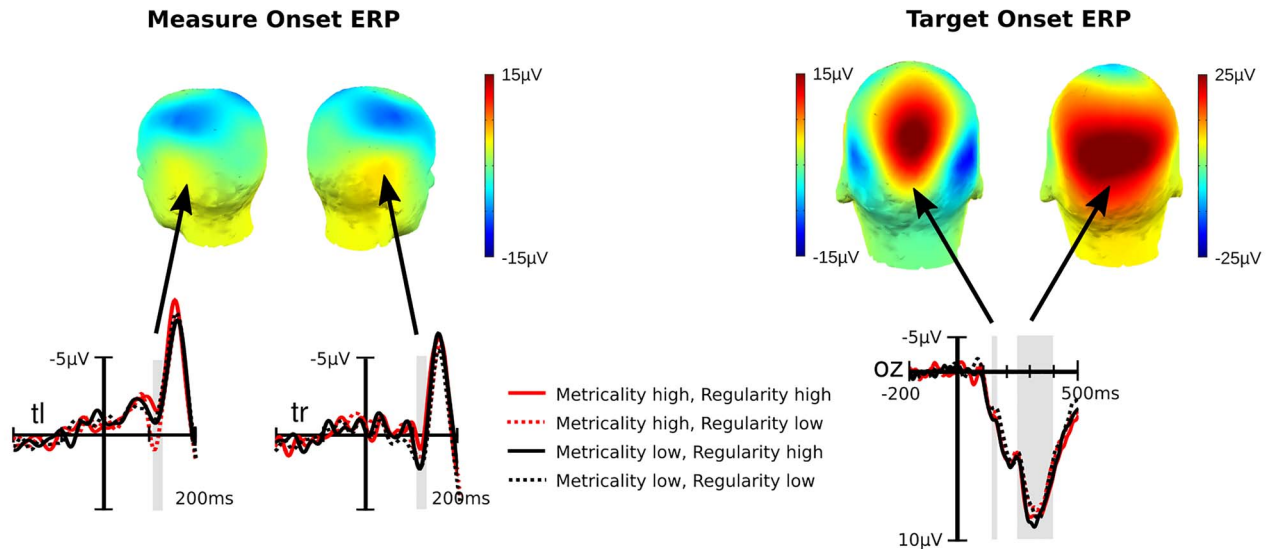 Measure Onset ERP
Target Onset ERP
15µV
-15µV
15µV
-15µV
25µV
-25µV
-5µV
tl
200ms
tr
200ms
Metricality high, Regularity high
Metricality high, Regularity low
Metricality low, Regularity high
Metricality low, Regularity low
-5µV
oz
-200
500ms
10µV